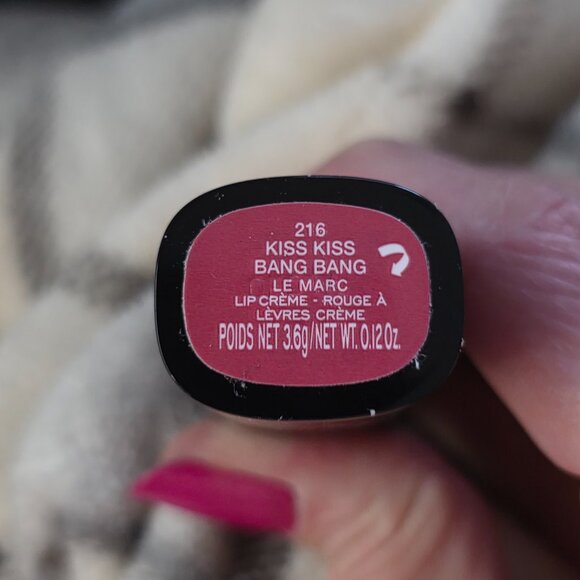 216
KISS KISS
BANG BANG
LE MARC
LIP CRÈME - ROUGE À
LÈVRES CRÈME
POIDS NET 3.6g/NET WT. 0.12 Oz.